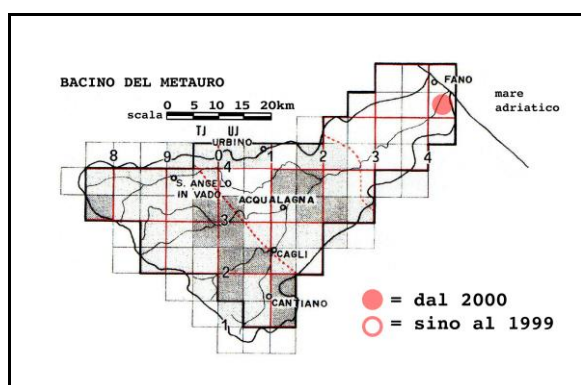 BACINO DEL METAURO
FANO
mare
adriatico
scala 0 5 10 15 20km
TJ UJ
URBINO
8 9 0 1 2 3 4
4
S. ANGELO
IN VADO
ACQUALAGNA
3
CAGLI
2
CANTIANO
1
= dal 2000
= sino al 1999